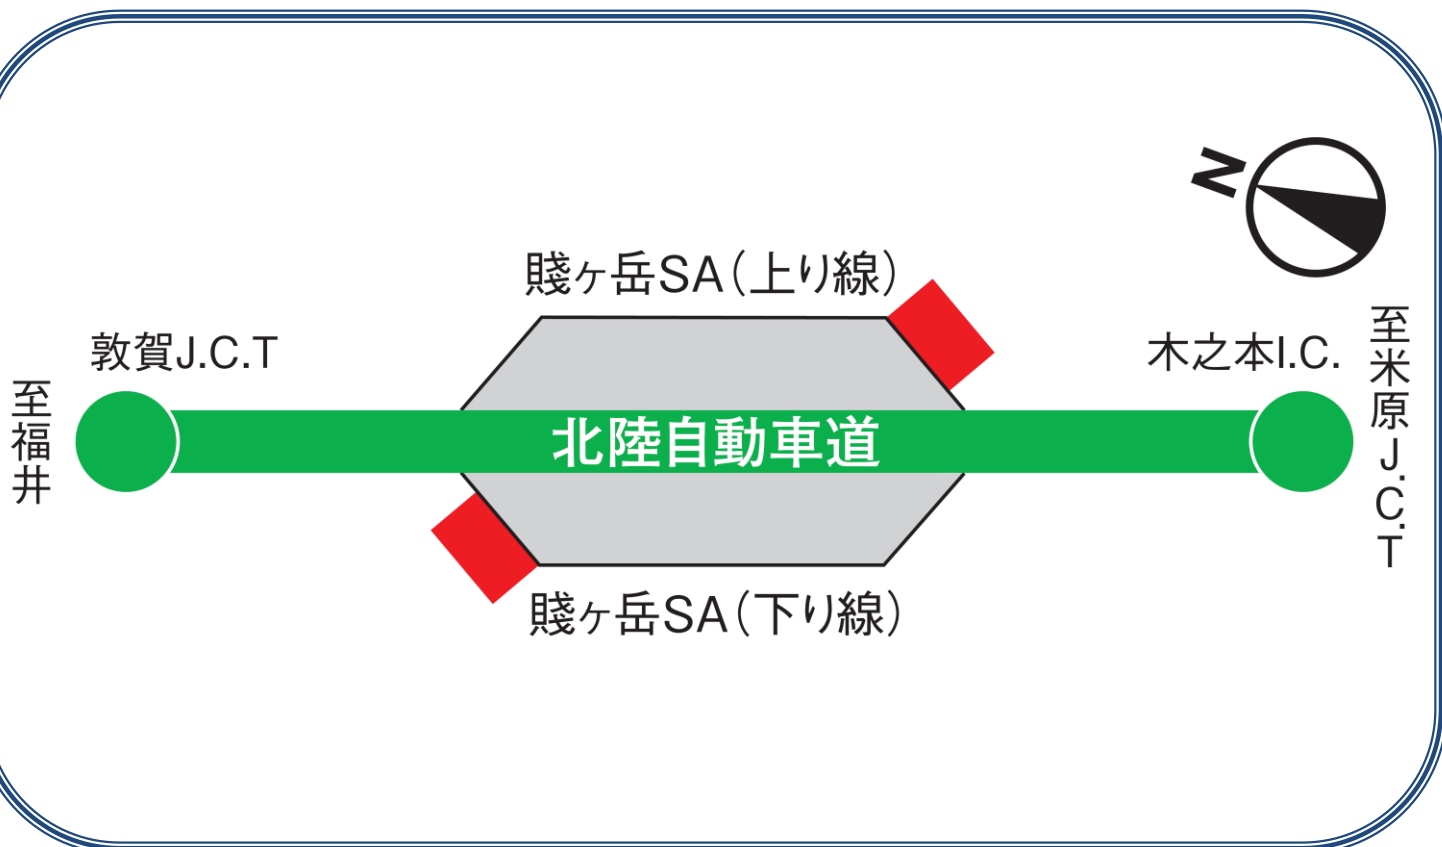 N
賤ヶ岳SA（上り線）
敦賀J.C.T
木之本I.C.
至福井
至米原J.C.T
北陸自動車道
賤ヶ岳SA（下り線）